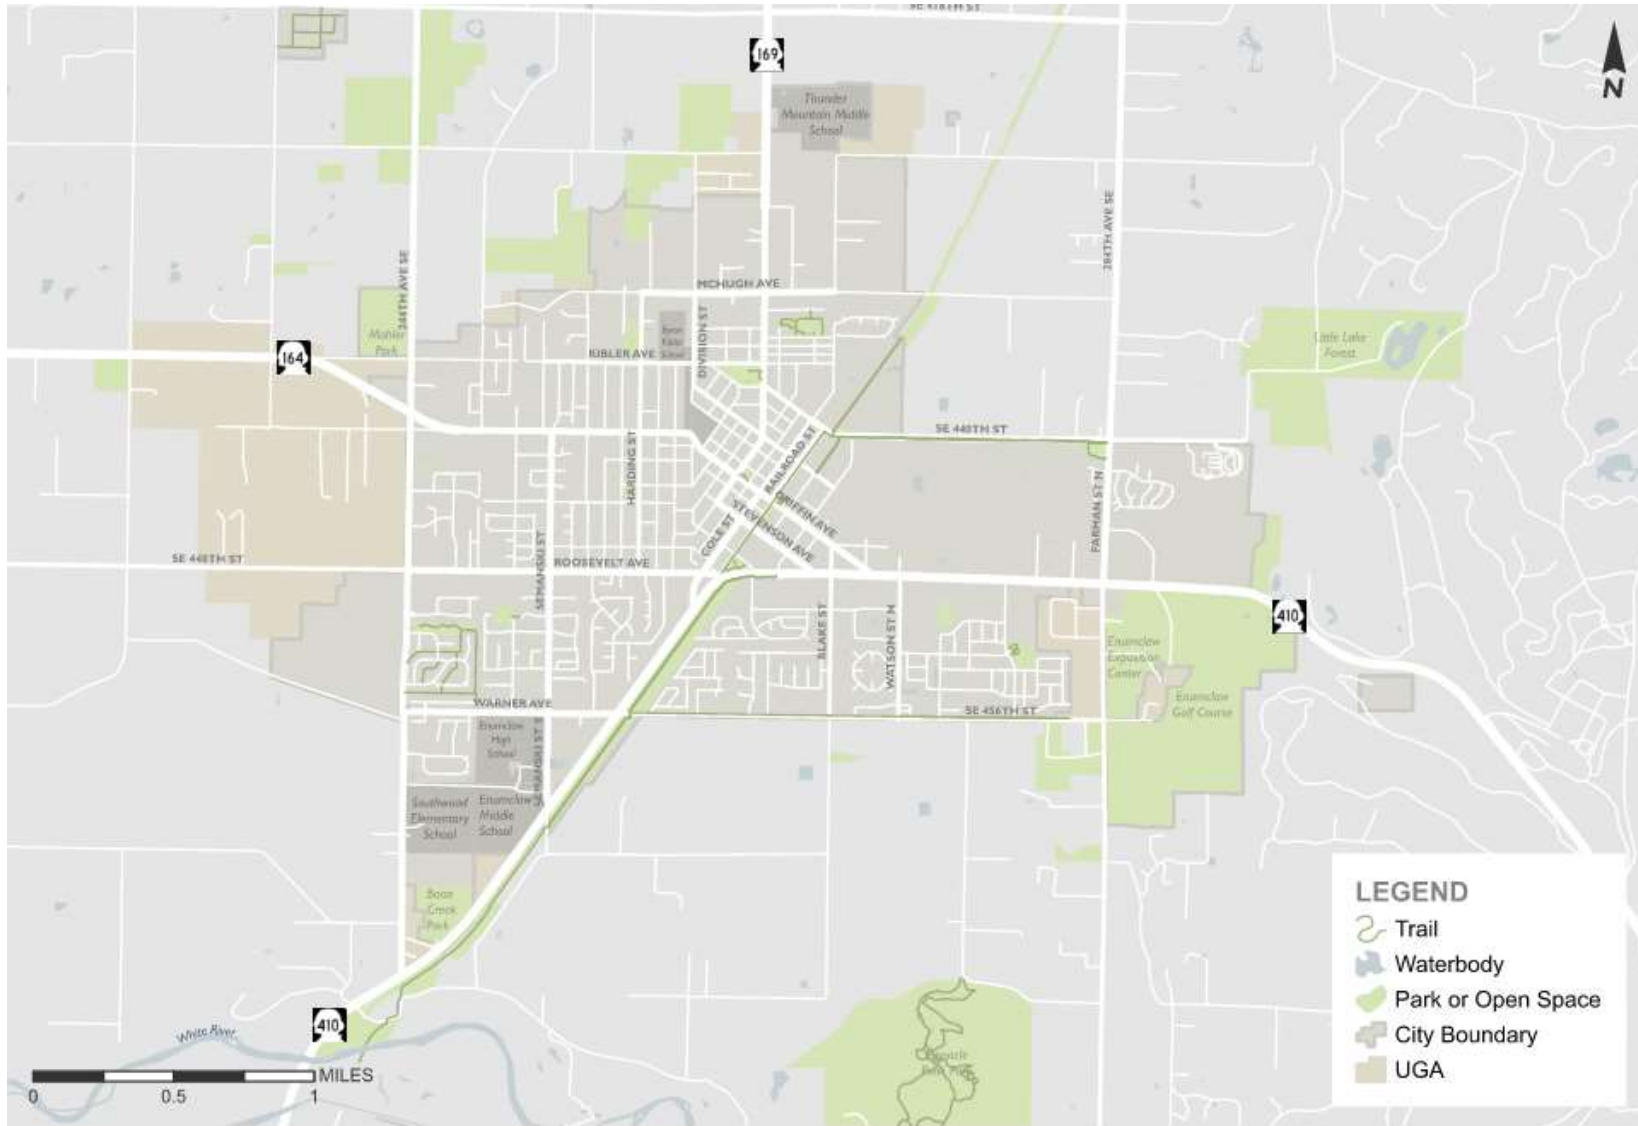 SE 416TH ST
169
N
Thunder
Mountain Middle
School
284TH AVE SE
244TH AVE SE
MCHUGH AVE
Mahler
Park
DIVISION ST
KIBLER AVE
Little Lake
Forest
164
SE 440TH ST
RAILROAD ST
HARDING ST
GRIFFIN AVE
STEVENSON AVE
COLE ST
FARMAN ST N
SE 448TH ST
SEMANSKI ST
ROOSEVELT AVE
410
BLAKE ST
WATSON ST N
Enumclaw
Exposition
Center
Enumclaw
Golf Course
WARNER AVE
SE 456TH ST
Enumclaw
High
School
SEMANSKI ST
Southwood
Elementary
School
Enumclaw
Middle
School
Boise
Creek
Park
410
White River
MILES
0 0.5 1
LEGEND
Trail
Waterbody
Park or Open Space
City Boundary
UGA